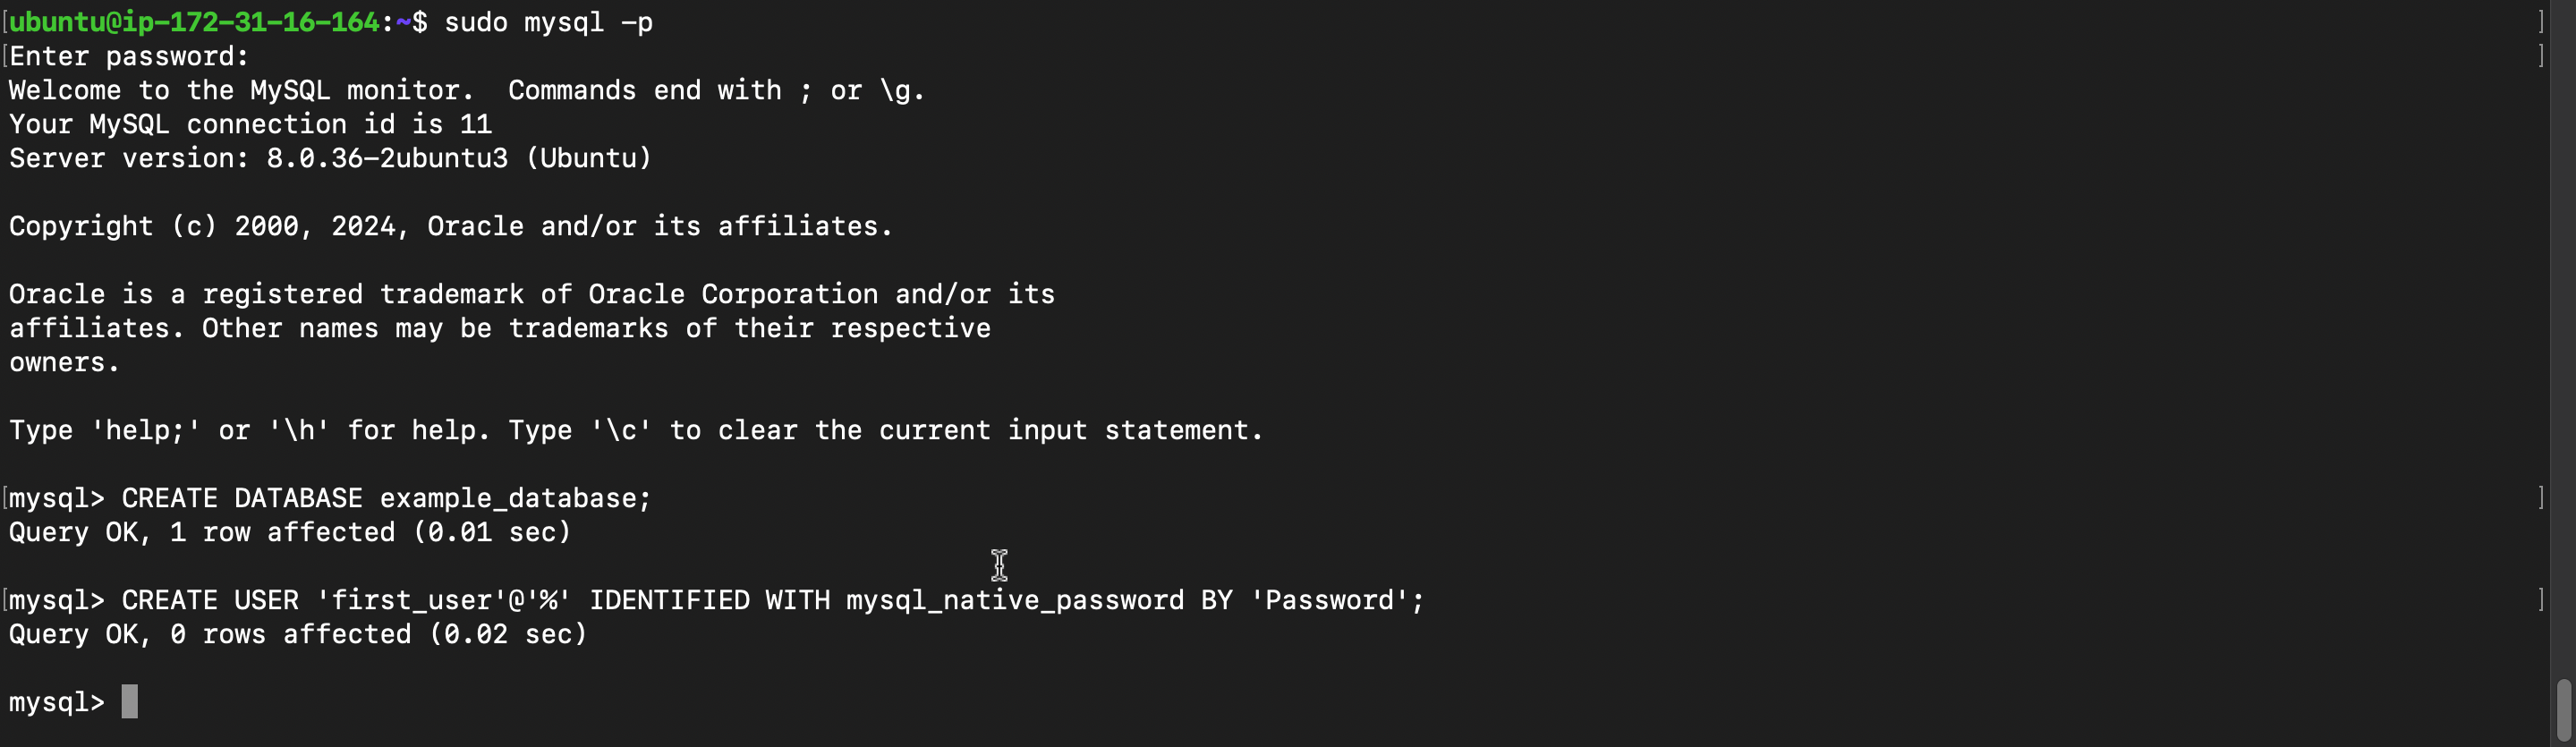 [ubuntu@ip-172-31-16-164:~$ sudo mysql -p ]
[Enter password: ]
Welcome to the MySQL monitor.  Commands end with ; or \g.
Your MySQL connection id is 11
Server version: 8.0.36-2ubuntu3 (Ubuntu)
Copyright (c) 2000, 2024, Oracle and/or its affiliates.
Oracle is a registered trademark of Oracle Corporation and/or its
affiliates. Other names may be trademarks of their respective
owners.
Type 'help;' or '\h' for help. Type '\c' to clear the current input statement.
[mysql> CREATE DATABASE example_database; ]
Query OK, 1 row affected (0.01 sec)
[mysql> CREATE USER 'first_user'@'%' IDENTIFIED WITH mysql_native_password BY 'Password'; ]
Query OK, 0 rows affected (0.02 sec)
mysql>